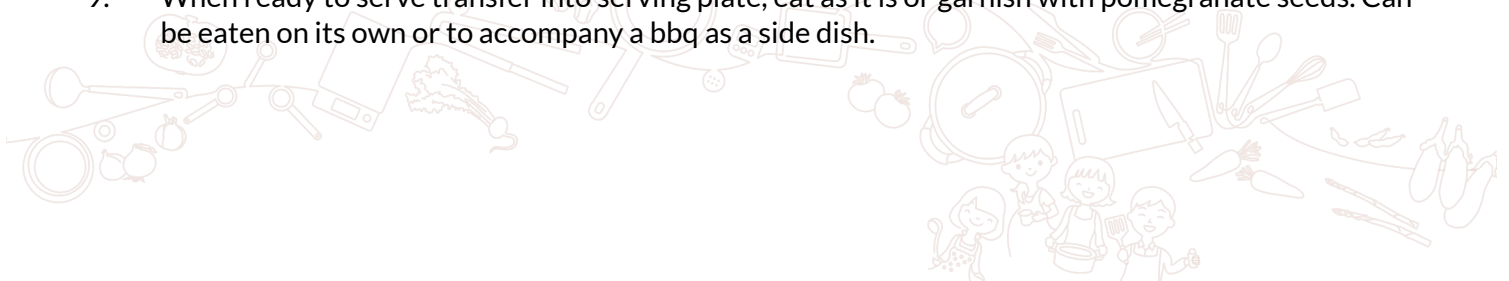 9. When ready to serve transfer into serving plate, eat as it is or garnish with pomegranate seeds. Can
be eaten on its own or to accompany a bbq as a side dish.